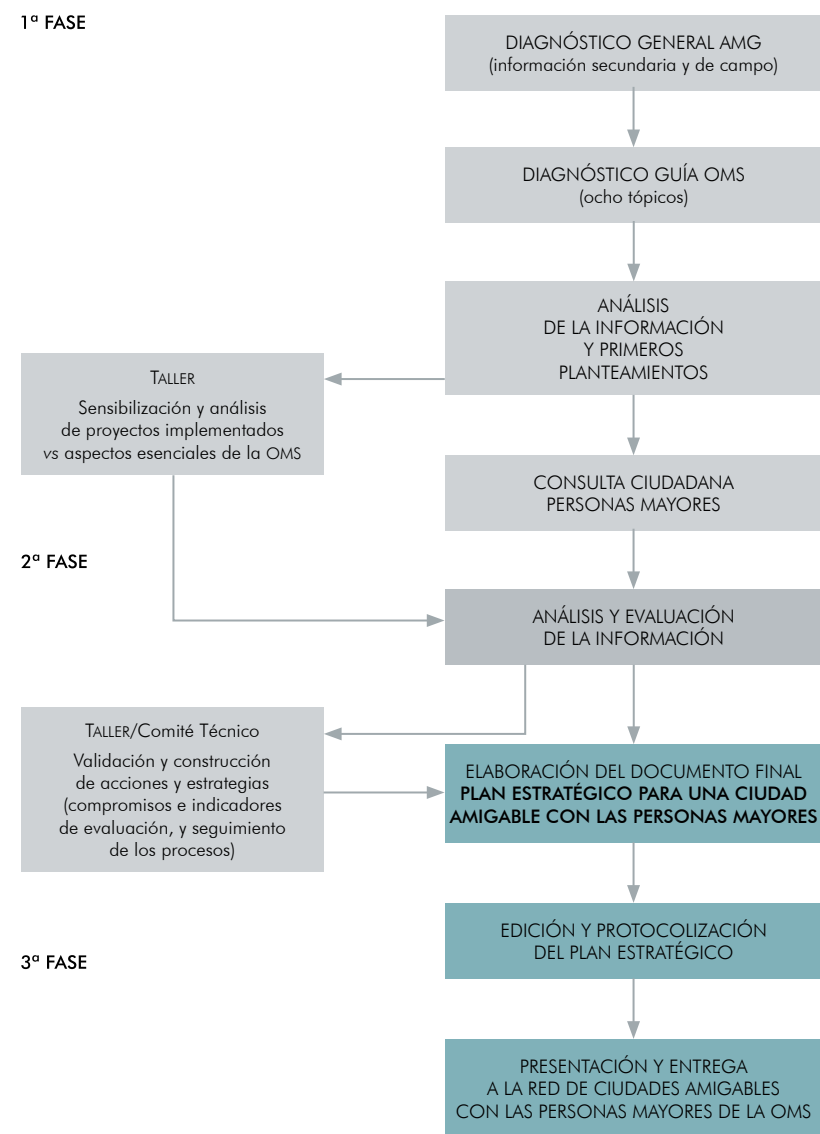 1ª FASE
DIAGNÓSTICO GENERAL AMG
(información secundaria y de campo)
DIAGNÓSTICO GUÍA OMS
(ocho tópicos)
ANÁLISIS
DE LA INFORMACIÓN
Y PRIMEROS
PLANTEAMIENTOS
TALLER
Sensibilización y análisis
de proyectos implementados
vs aspectos esenciales de la OMS
CONSULTA CIUDADANA
PERSONAS MAYORES
2ª FASE
ANÁLISIS Y EVALUACIÓN
DE LA INFORMACIÓN
TALLER/Comité Técnico
Validación y construcción
de acciones y estrategias
(compromisos e indicadores
de evaluación, y seguimiento
de los procesos)
ELABORACIÓN DEL DOCUMENTO FINAL
PLAN ESTRATÉGICO PARA UNA CIUDAD
AMIGABLE CON LAS PERSONAS MAYORES
EDICIÓN Y PROTOCOLIZACIÓN
DEL PLAN ESTRATÉGICO
3ª FASE
PRESENTACIÓN Y ENTREGA
A LA RED DE CIUDADES AMIGABLES
CON LAS PERSONAS MAYORES DE LA OMS